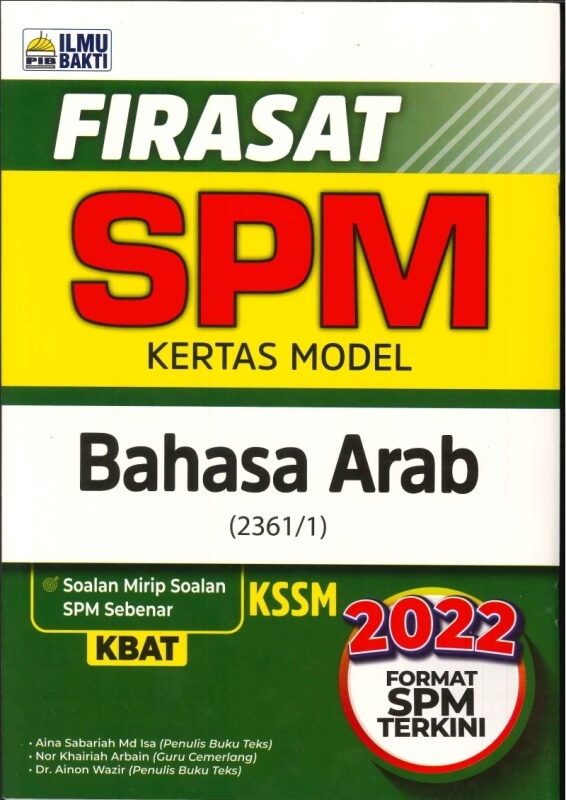 PIB
ILMU
BAKTI
FIRASAT
SPM
KERTAS MODEL
Bahasa Arab
(2361/1)
Soalan Mirip Soalan
SPM Sebenar
KBAT
KSSM
2022
FORMAT
SPM
TERKINI
• Aina Sabariah Md Isa (Penulis Buku Teks)
• Nor Khairiah Arbain (Guru Cemerlang)
• Dr. Ainon Wazir (Penulis Buku Teks)